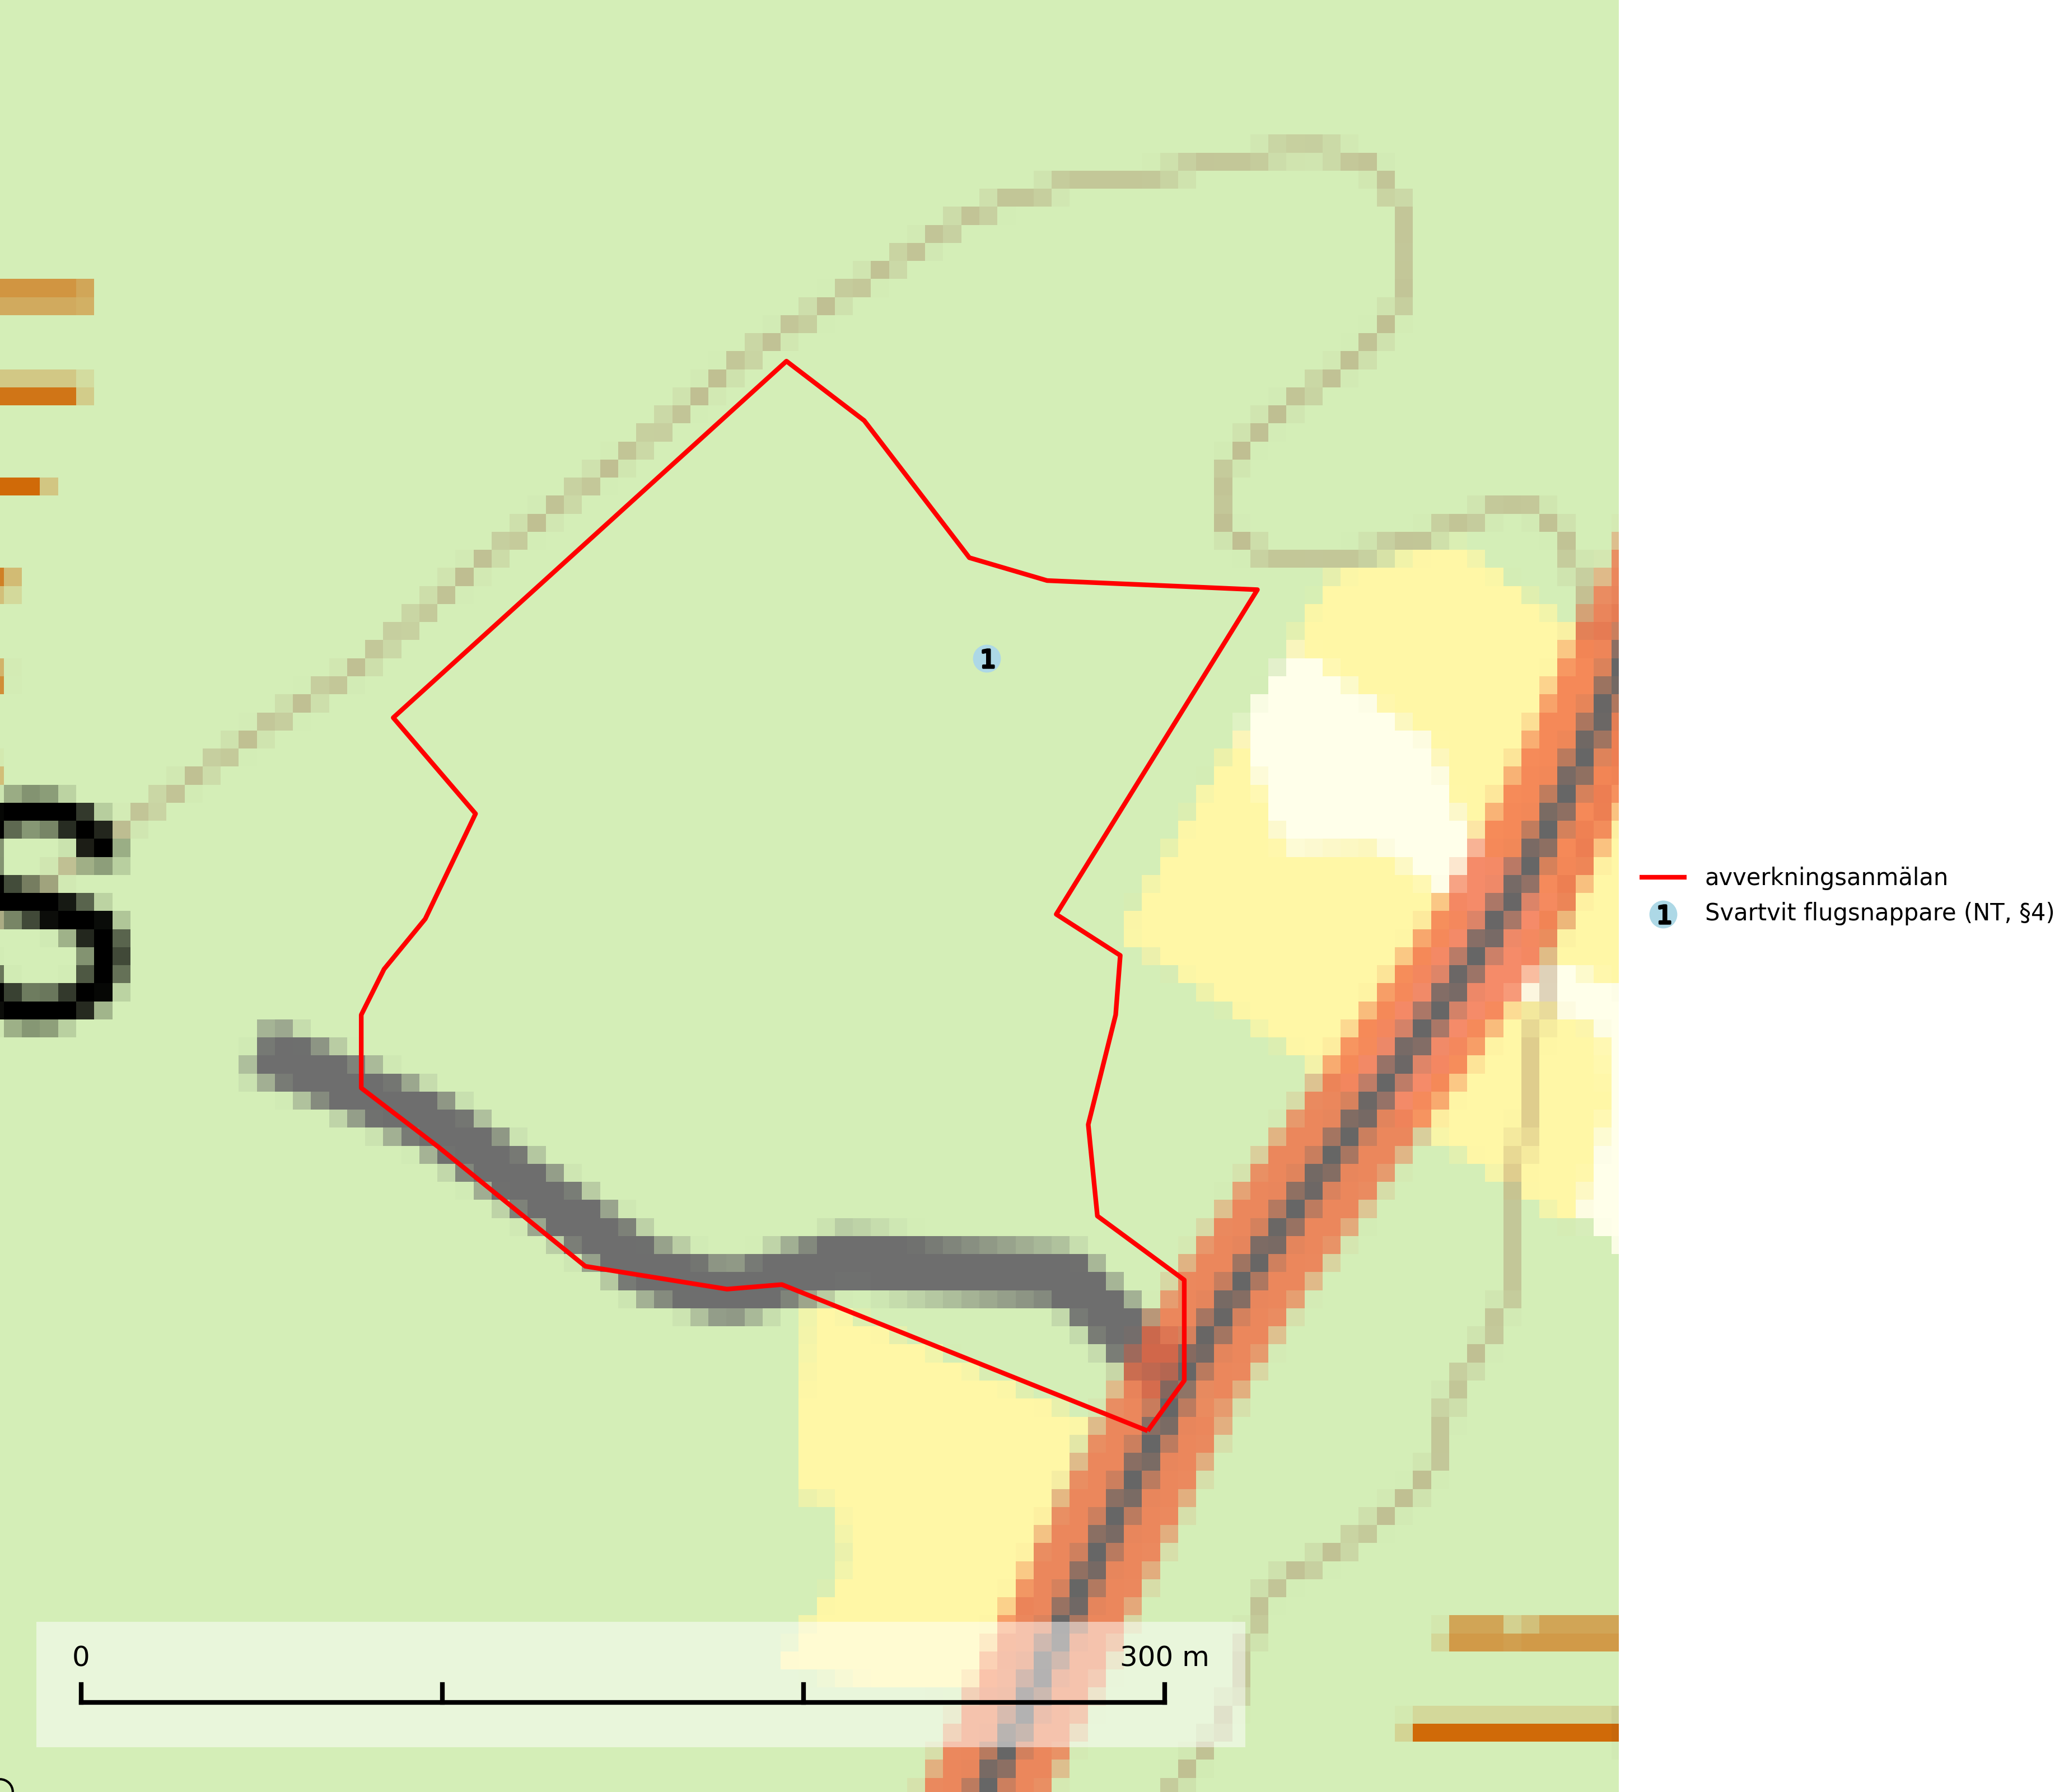 1
avverkningsanmälan
1 Svartvit flugsnappare (NT, §4)
0 300 m